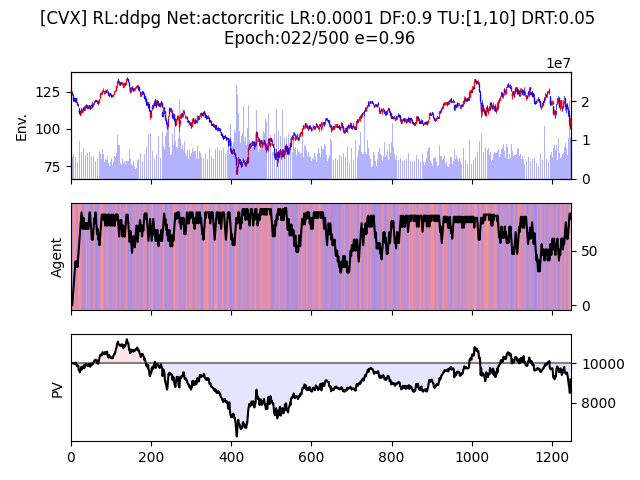 [CVX] RL:ddpg Net:actorcritic LR:0.0001 DF:0.9 TU:[1,10] DRT:0.05
Epoch:022/500 e=0.96
1e7
125
100
75
Env.
2
1
0
Agent
50
0
PV
10000
8000
0 200 400 600 800 1000 1200